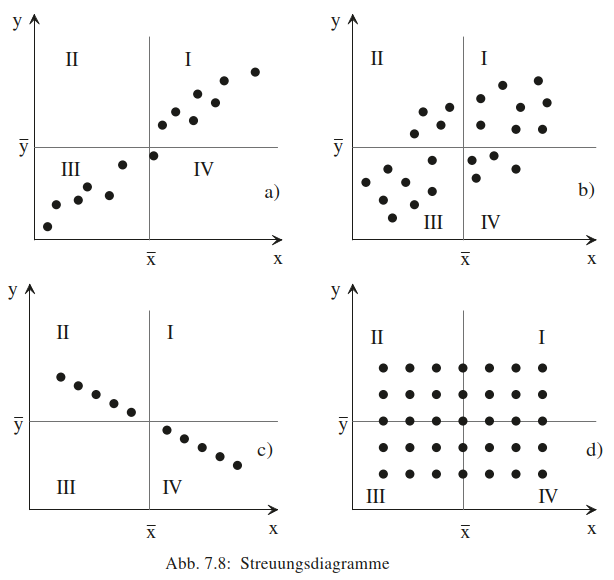 y
II
I
y̅
III
IV
a)
x̅
x
y
II
I
y̅
b)
III
IV
x̅
x
y
II
I
y̅
c)
III
IV
x̅
x
y
II
I
y̅
d)
III
IV
x̅
x
Abb. 7.8: Streuungsdiagramme